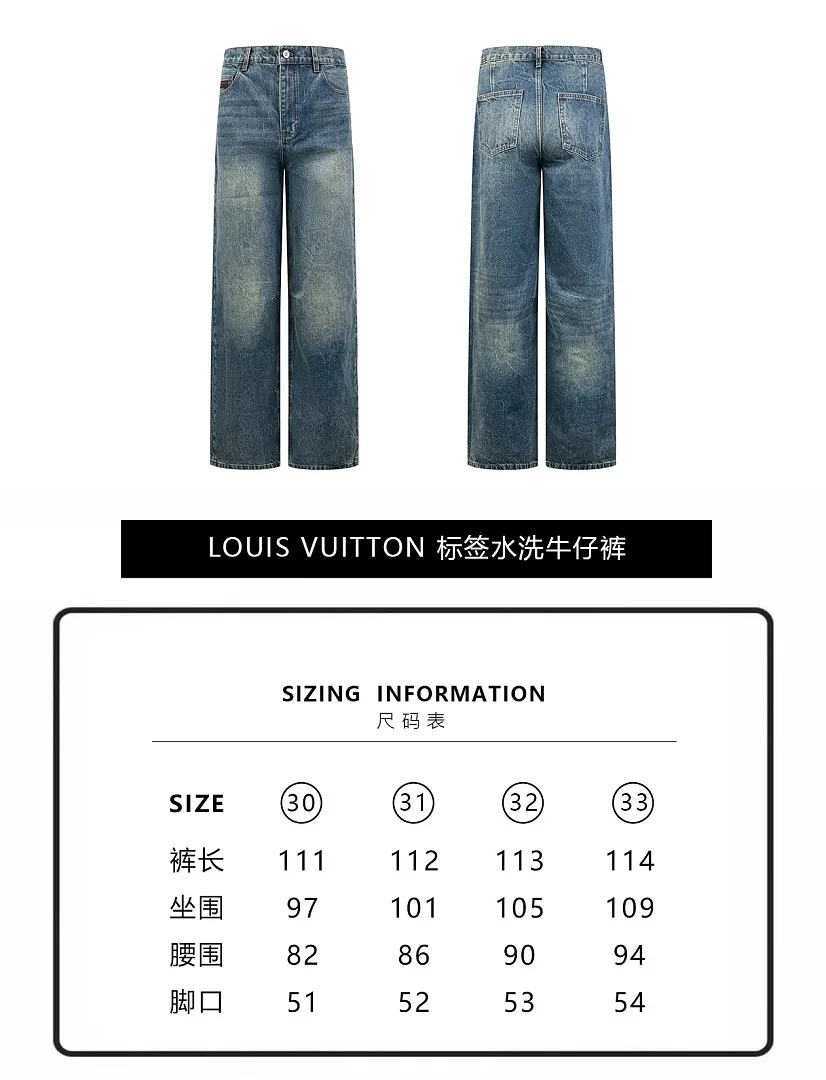 LOUIS VUITTON 标签水洗牛仔裤
SIZING INFORMATION
尺码表
SIZE 30 31 32 33
裤长 111 112 113 114
坐围 97 101 105 109
腰围 82 86 90 94
脚口 51 52 53 54